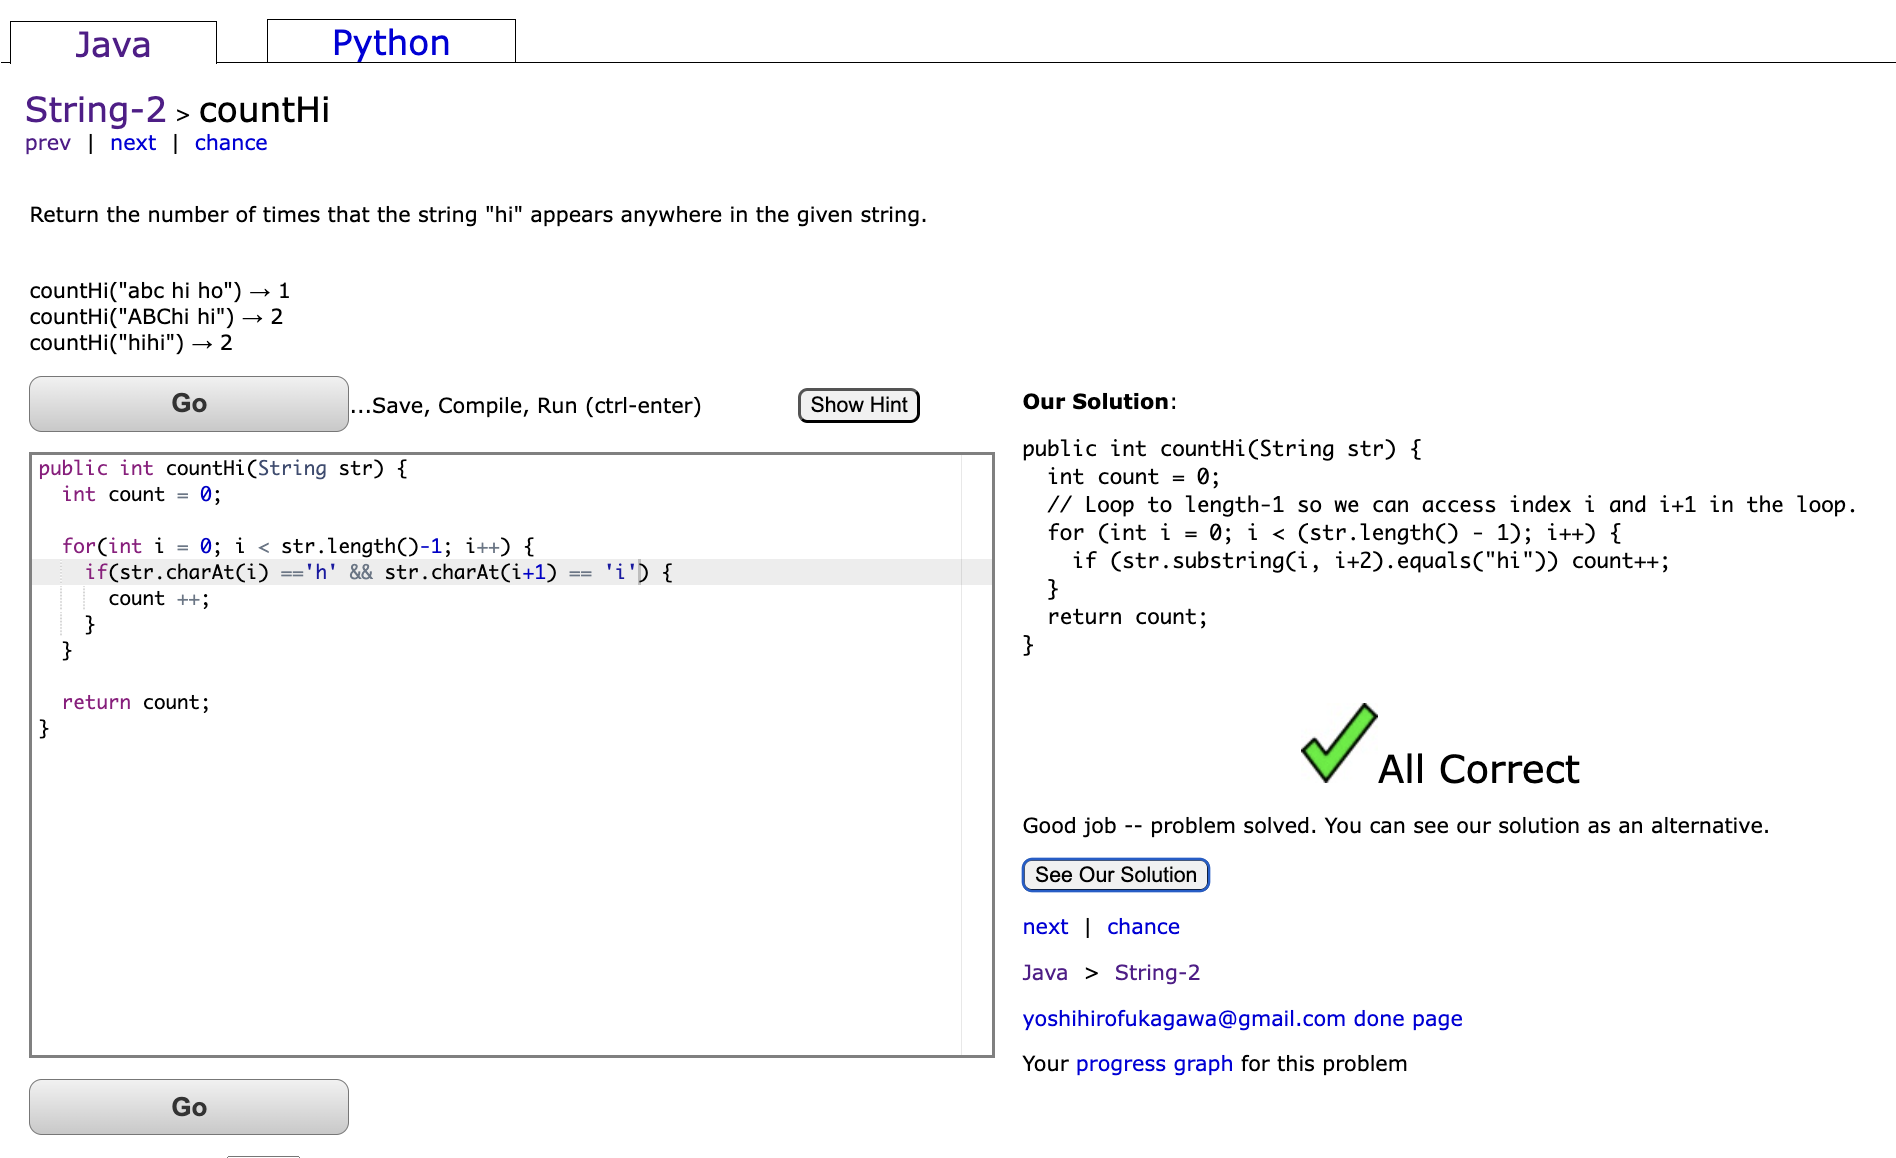 Java
Python
String-2 > countHi
prev | next | chance
Return the number of times that the string "hi" appears anywhere in the given string.
countHi("abc hi ho") → 1
countHi("ABChi hi") → 2
countHi("hihi") → 2
Go
...Save, Compile, Run (ctrl-enter)
Show Hint
public int countHi(String str) {
  int count = 0;
  for(int i = 0; i < str.length()-1; i++) {
    if(str.charAt(i) =='h' && str.charAt(i+1) == 'i') {
      count ++;
    }
  }
  return count;
}
Go
Our Solution:
public int countHi(String str) {
  int count = 0;
  // Loop to length-1 so we can access index i and i+1 in the loop.
  for (int i = 0; i < (str.length() - 1); i++) {
    if (str.substring(i, i+2).equals("hi")) count++;
  }
  return count;
}
All Correct
Good job -- problem solved. You can see our solution as an alternative.
See Our Solution
next | chance
Java > String-2
yoshihirofukagawa@gmail.com done page
Your progress graph for this problem